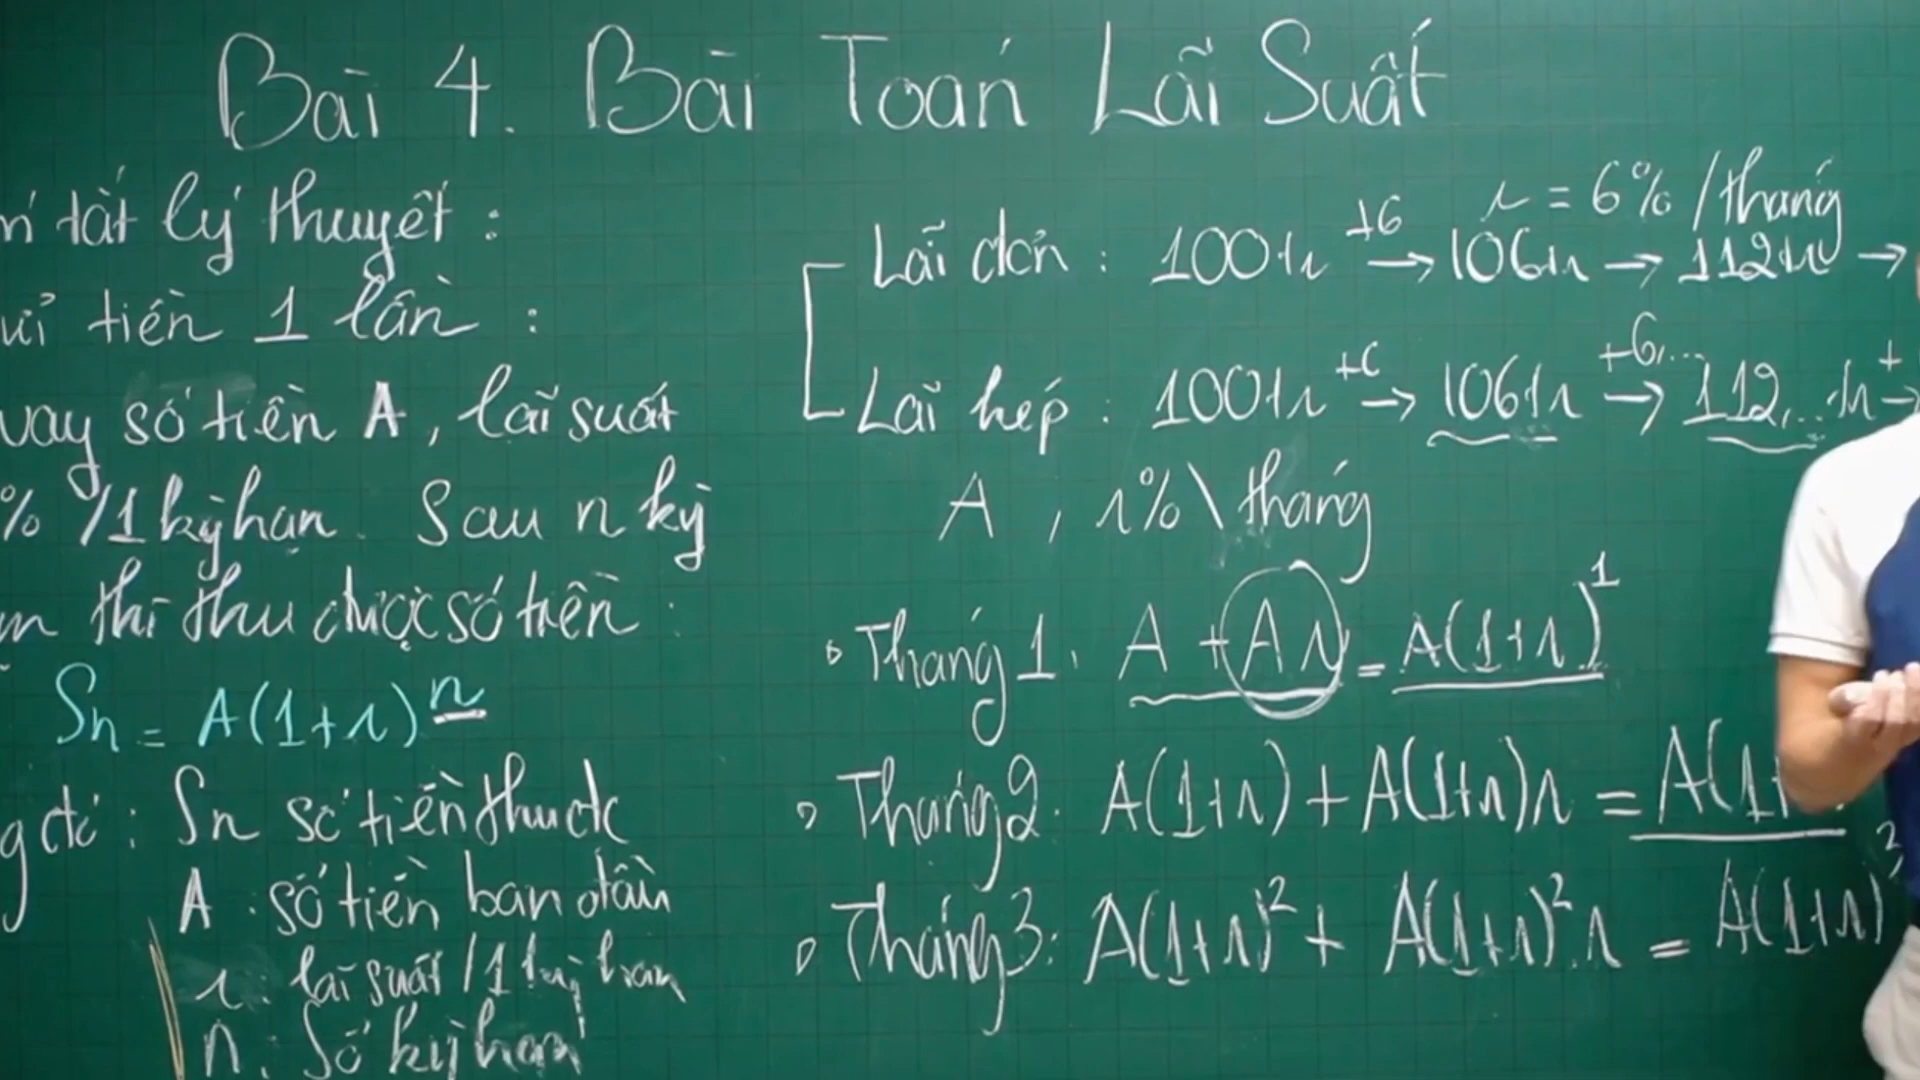 Bài 4. Bài Toán Lãi Suất
tắt lý thuyết :
tiền 1 lần :
vay số tiền A, lãi suất
% /1 kỳ hạn. Sau n kỳ
thì thu được số tiền :
Sn = A(1+r)^n
: Sn số tiền thu đc
A : số tiền ban đầu
r : lãi suất /1 kỳ hạn
n : Số kỳ hạn
r = 6% /tháng
Lãi đơn : 100tr +6 → 106tr → 112tr →
Lãi kép : 100tr +6 → 106tr +6,... → 112,...tr + →
A , r% \ tháng
Tháng 1. A + Ar = A(1+r)^1
Tháng 2. A(1+r) + A(1+r)r = A(1+
Tháng 3: A(1+r)^2 + A(1+r)^2.r = A(1+r)^3